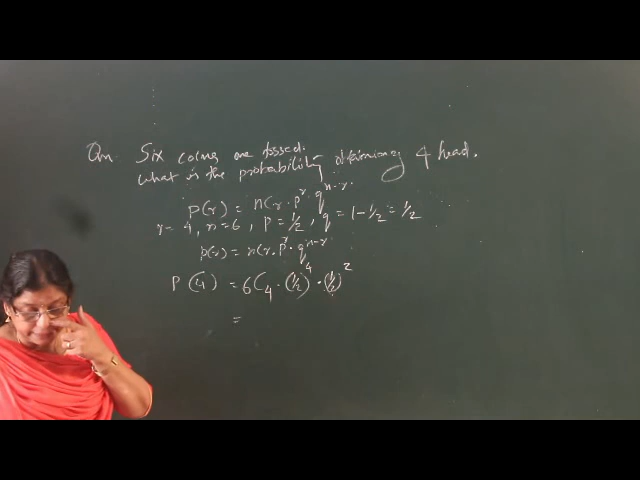 Qn Six coins are tossed.
What is the probability obtaining 4 head.
P(r) = nCr · p^r · q^n-r.
r = 4, n = 6, p = 1/2, q = 1 - 1/2 = 1/2
p(r) = nCr · p^r · q^n-r
P(4) = 6C4 · (1/2)^4 · (1/2)^2
=